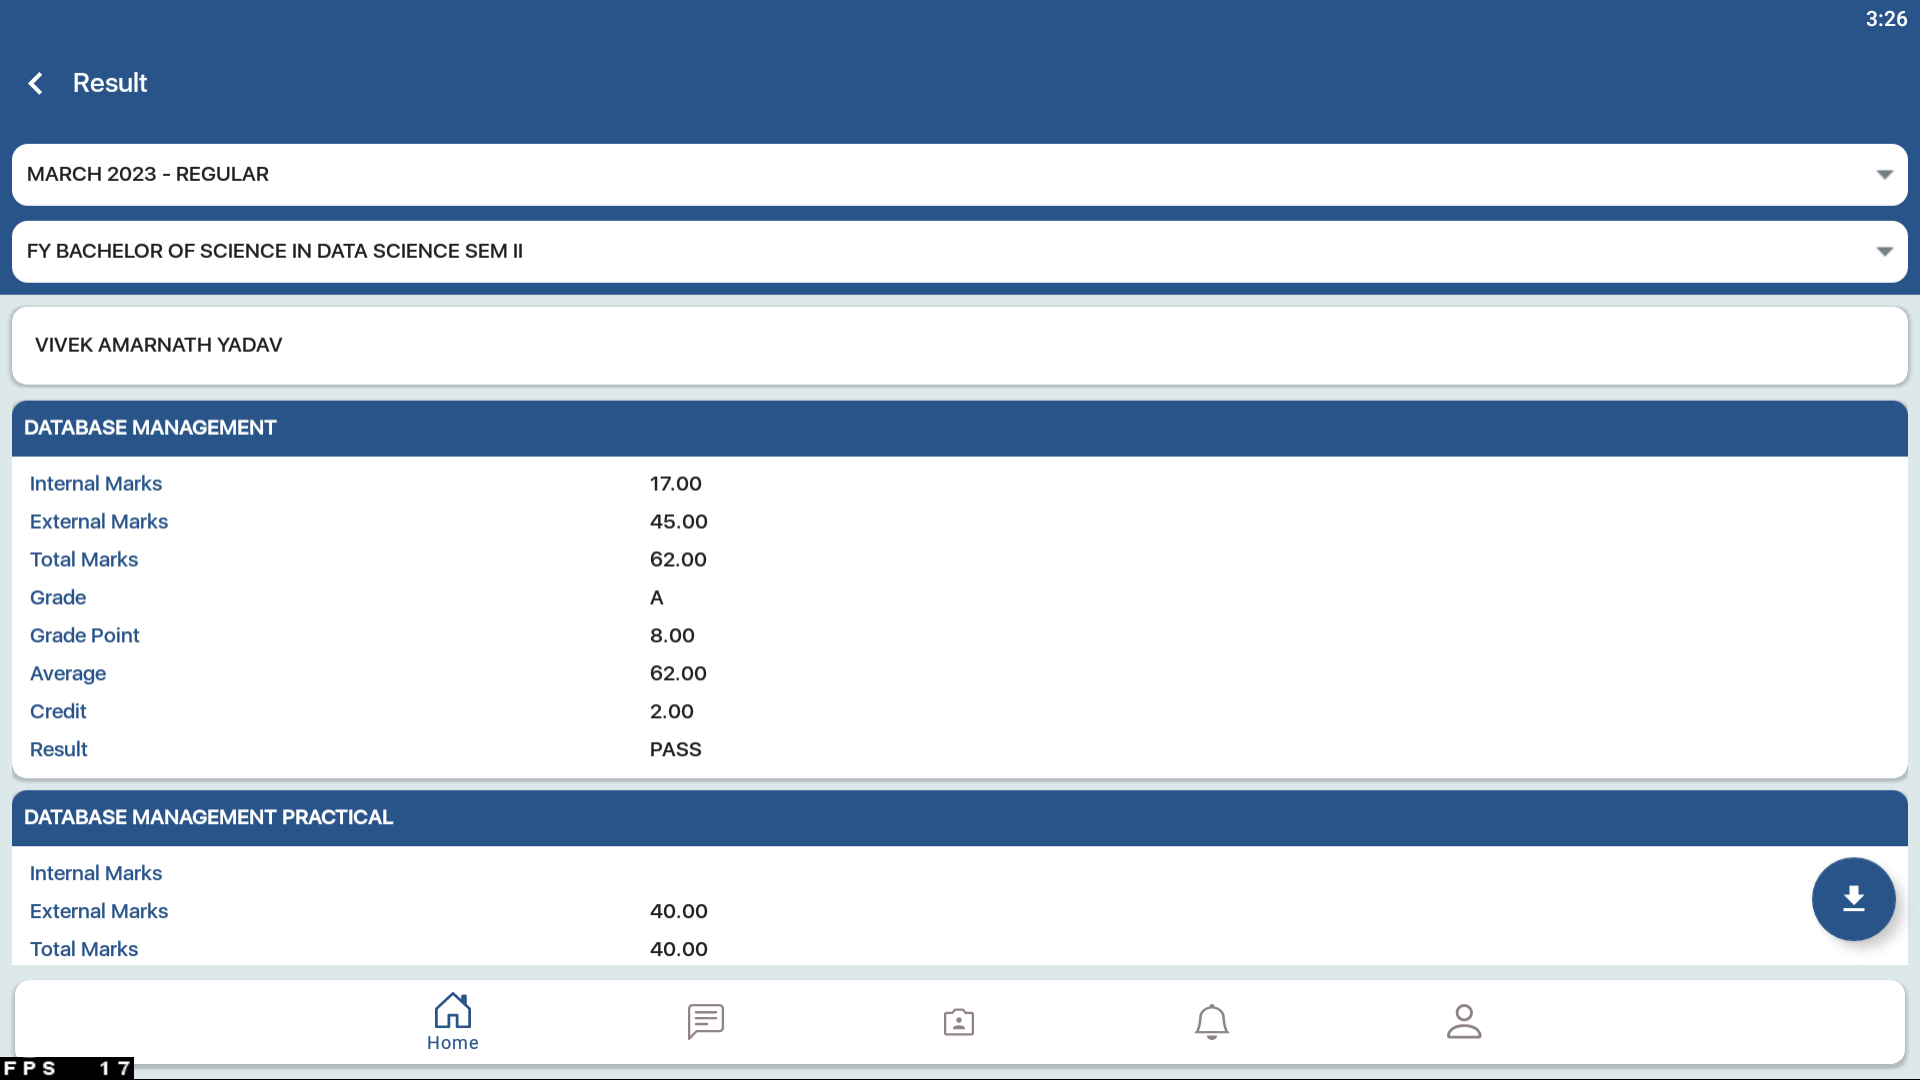 3:26
Result
MARCH 2023 - REGULAR
FY BACHELOR OF SCIENCE IN DATA SCIENCE SEM II
VIVEK AMARNATH YADAV
DATABASE MANAGEMENT
Internal Marks 17.00
External Marks 45.00
Total Marks 62.00
Grade A
Grade Point 8.00
Average 62.00
Credit 2.00
Result PASS
DATABASE MANAGEMENT PRACTICAL
Internal Marks
External Marks 40.00
Total Marks 40.00
Home
FPS 17